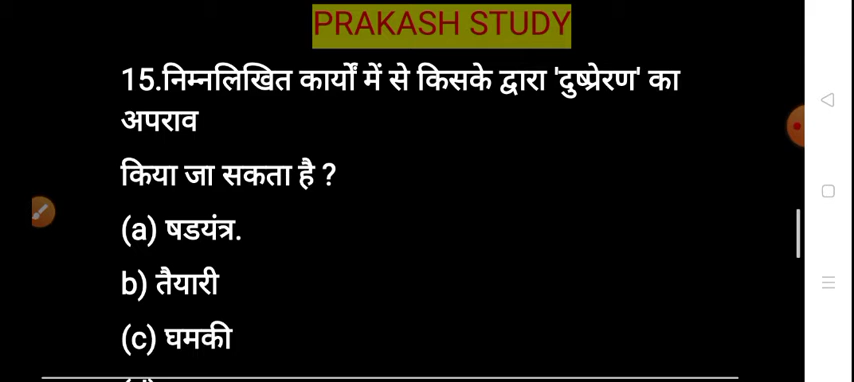 PRAKASH STUDY
15.निम्नलिखित कार्यों में से किसके द्वारा 'दुष्प्रेरण' का
अपराव
किया जा सकता है ?
(a) षडयंत्र.
b) तैयारी
(c) घमकी